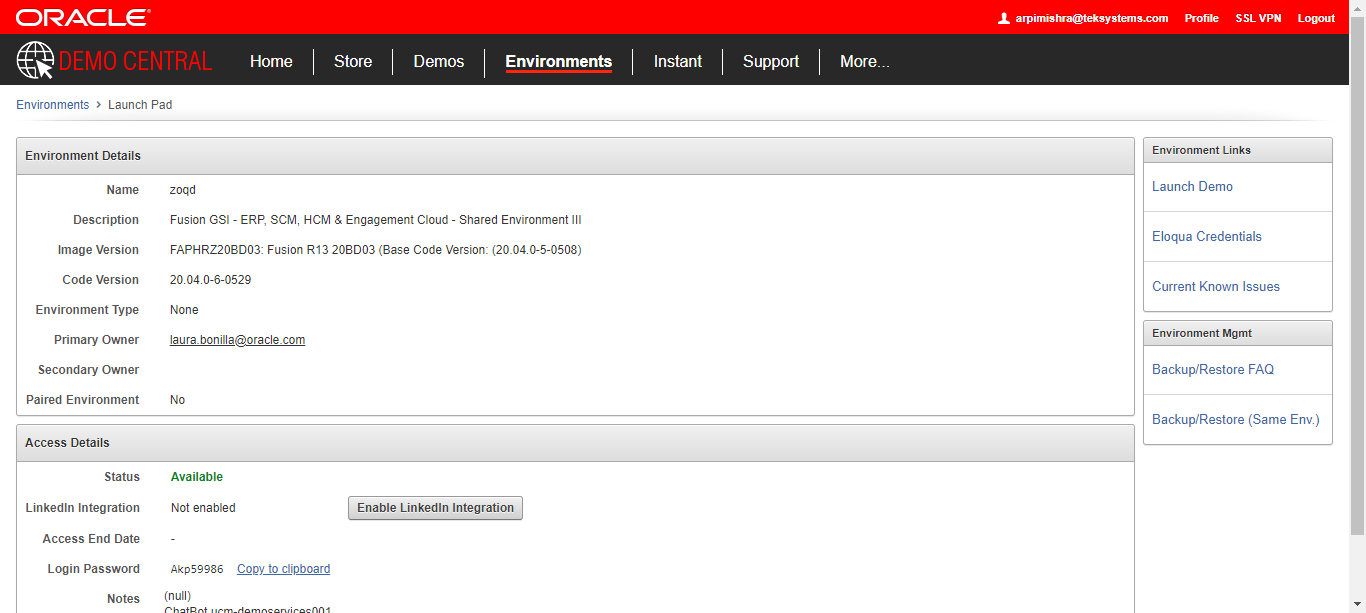 ORACLE®
arpimishra@teksystems.com Profile SSL VPN Logout
DEMO CENTRAL Home Store Demos Environments Instant Support More...
Environments › Launch Pad
Environment Details
Name zoqd
Description Fusion GSI - ERP, SCM, HCM & Engagement Cloud - Shared Environment III
Image Version FAPHRZ20BD03: Fusion R13 20BD03 (Base Code Version: (20.04.0-5-0508)
Code Version 20.04.0-6-0529
Environment Type None
Primary Owner laura.bonilla@oracle.com
Secondary Owner
Paired Environment No
Access Details
Status Available
LinkedIn Integration Not enabled Enable LinkedIn Integration
Access End Date -
Login Password Akp59986 Copy to clipboard
Notes (null)
ChatBot ucm-demoservices001
Environment Links
Launch Demo
Eloqua Credentials
Current Known Issues
Environment Mgmt
Backup/Restore FAQ
Backup/Restore (Same Env.)